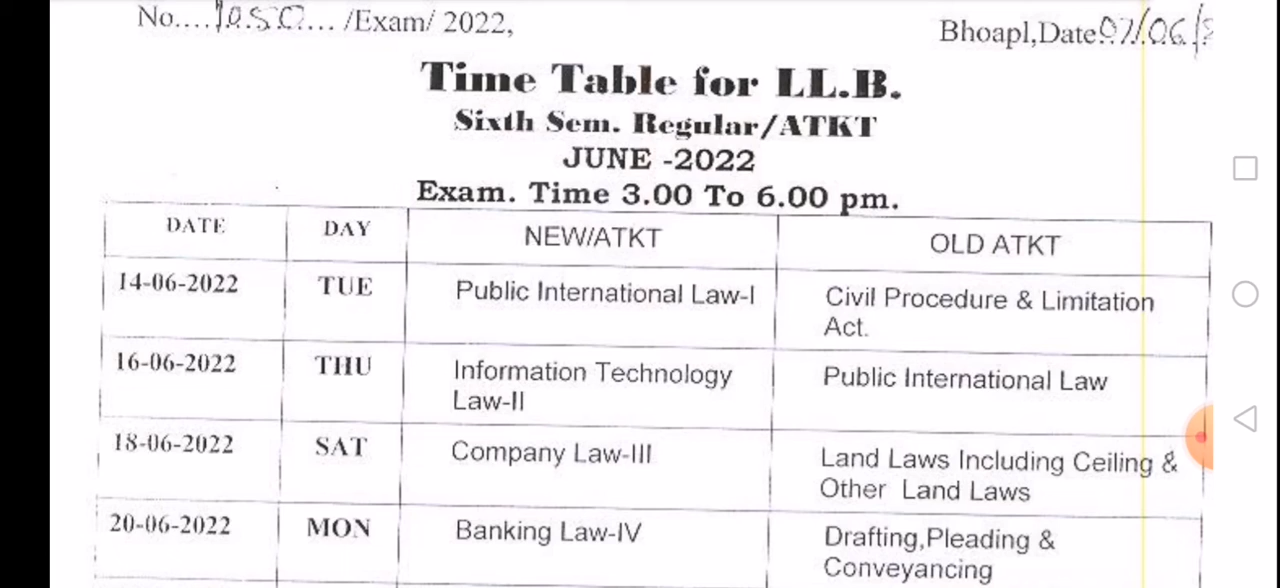 No....1050.... /Exam/ 2022,
Bhoapl,Date07/06/
Time Table for LL.B.
Sixth Sem. Regular/ATKT
JUNE -2022
Exam. Time 3.00 To 6.00 pm.
DATE DAY NEW/ATKT OLD ATKT
14-06-2022 TUE Public International Law-I Civil Procedure & Limitation
Act.
16-06-2022 THU Information Technology Public International Law
Law-II
18-06-2022 SAT Company Law-III Land Laws Including Ceiling &
Other Land Laws
20-06-2022 MON Banking Law-IV Drafting,Pleading &
Conveyancing